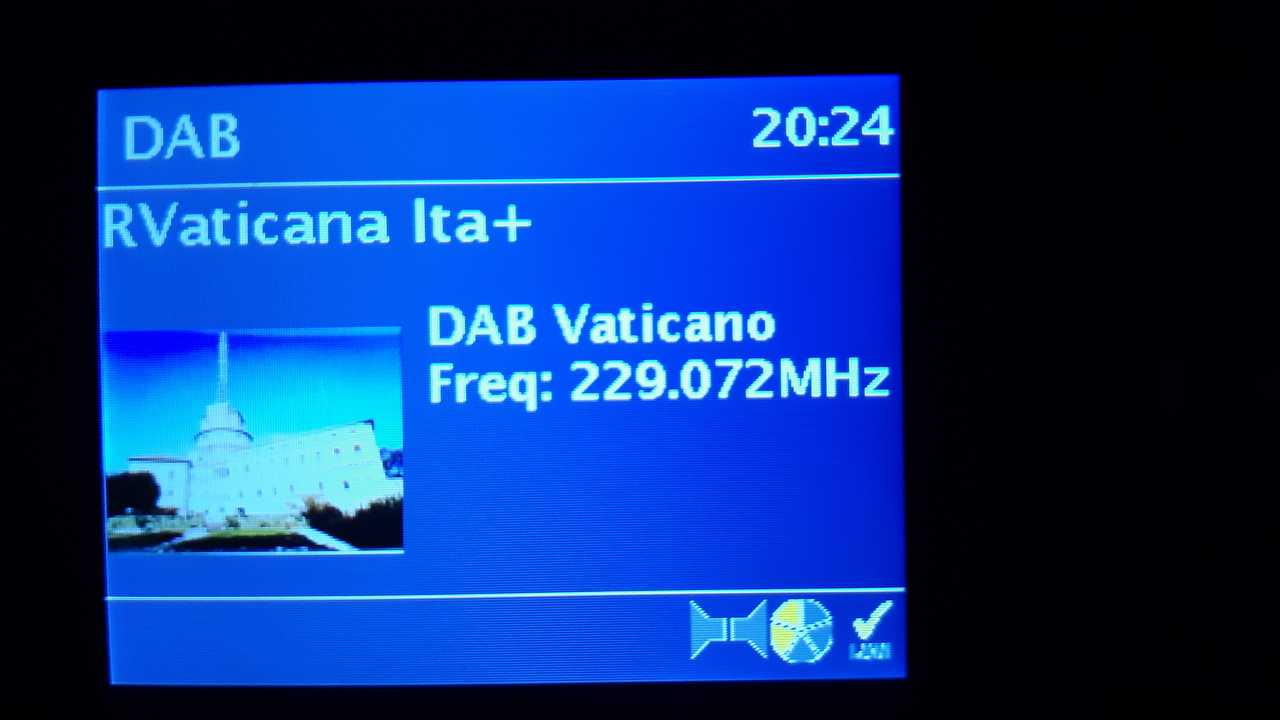 DAB
20:24
RVaticana Ita+
DAB Vaticano
Freq: 229.072MHz